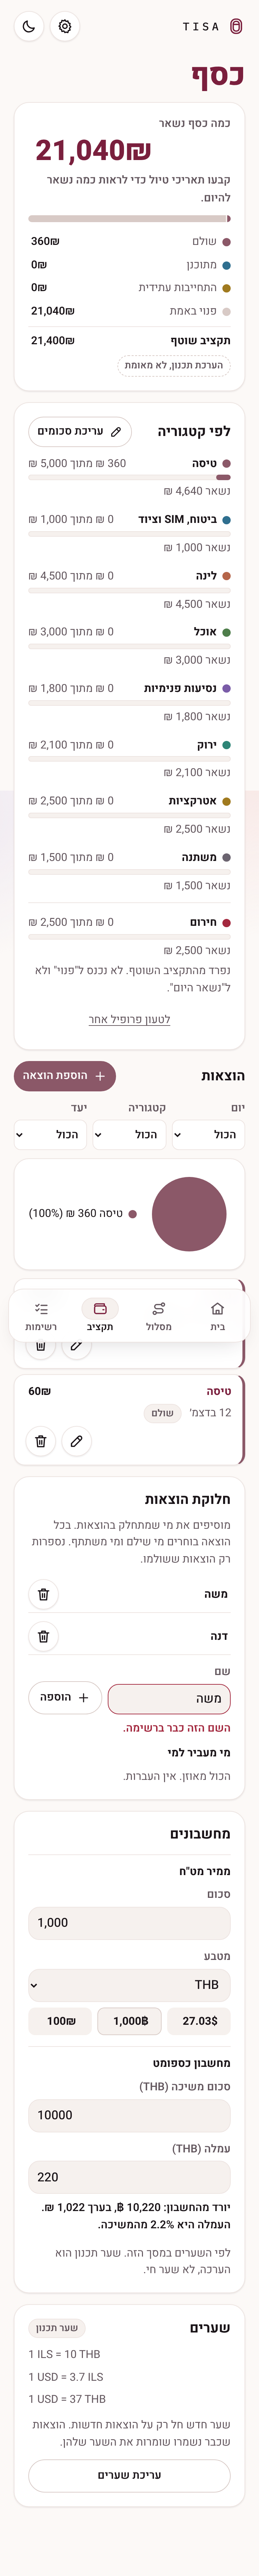 TISA
כסף
כמה כסף נשאר
21,040₪
קבעו תאריכי טיול כדי לראות כמה נשאר
להיום.
שולם 360₪
מתוכנן 0₪
התחייבות עתידית 0₪
פנוי באמת 21,040₪
תקציב שוטף 21,400₪
הערכת תכנון, לא מאומת
לפי קטגוריה
עריכת סכומים
טיסה 360 ₪ מתוך 5,000 ₪
נשאר 4,640 ₪
ביטוח, SIM וציוד 0 ₪ מתוך 1,000 ₪
נשאר 1,000 ₪
לינה 0 ₪ מתוך 4,500 ₪
נשאר 4,500 ₪
אוכל 0 ₪ מתוך 3,000 ₪
נשאר 3,000 ₪
נסיעות פנימיות 0 ₪ מתוך 1,800 ₪
נשאר 1,800 ₪
ירוק 0 ₪ מתוך 2,100 ₪
נשאר 2,100 ₪
אטרקציות 0 ₪ מתוך 2,500 ₪
נשאר 2,500 ₪
משתנה 0 ₪ מתוך 1,500 ₪
נשאר 1,500 ₪
חירום 0 ₪ מתוך 2,500 ₪
נשאר 2,500 ₪
נפרד מהתקציב השוטף. לא נכנס ל"פנוי" ולא
ל"נשאר היום".
לטעון פרופיל אחר
הוצאות
הוספת הוצאה
יום קטגוריה יעד
הכול הכול הכול
טיסה 360 ₪ (100%)
בית מסלול תקציב רשימות
טיסה 60₪
12 בדצמ׳ שולם
חלוקת הוצאות
מוסיפים את מי שמתחלק בהוצאות. בכל
הוצאה בוחרים מי שילם ומי משתתף. נספרות
רק הוצאות ששולמו.
משה
דנה
שם
משה
הוספה
השם הזה כבר ברשימה.
מי מעביר למי
הכול מאוזן. אין העברות.
מחשבונים
ממיר מט"ח
סכום
1,000
מטבע
THB
27.03$ 1,000฿ 100₪
מחשבון כספומט
סכום משיכה (THB)
10000
עמלה (THB)
220
יורד מהחשבון: 10,220 ฿, בערך 1,022 ₪.
העמלה היא 2.2% מהמשיכה.
לפי השערים במסך הזה. שער תכנון הוא
הערכה, לא שער חי.
שערים
שער תכנון
1 ILS = 10 THB
1 USD = 3.7 ILS
1 USD = 37 THB
שער חדש חל רק על הוצאות חדשות. הוצאות
שכבר נשמרו שומרות את השער שלהן.
עריכת שערים